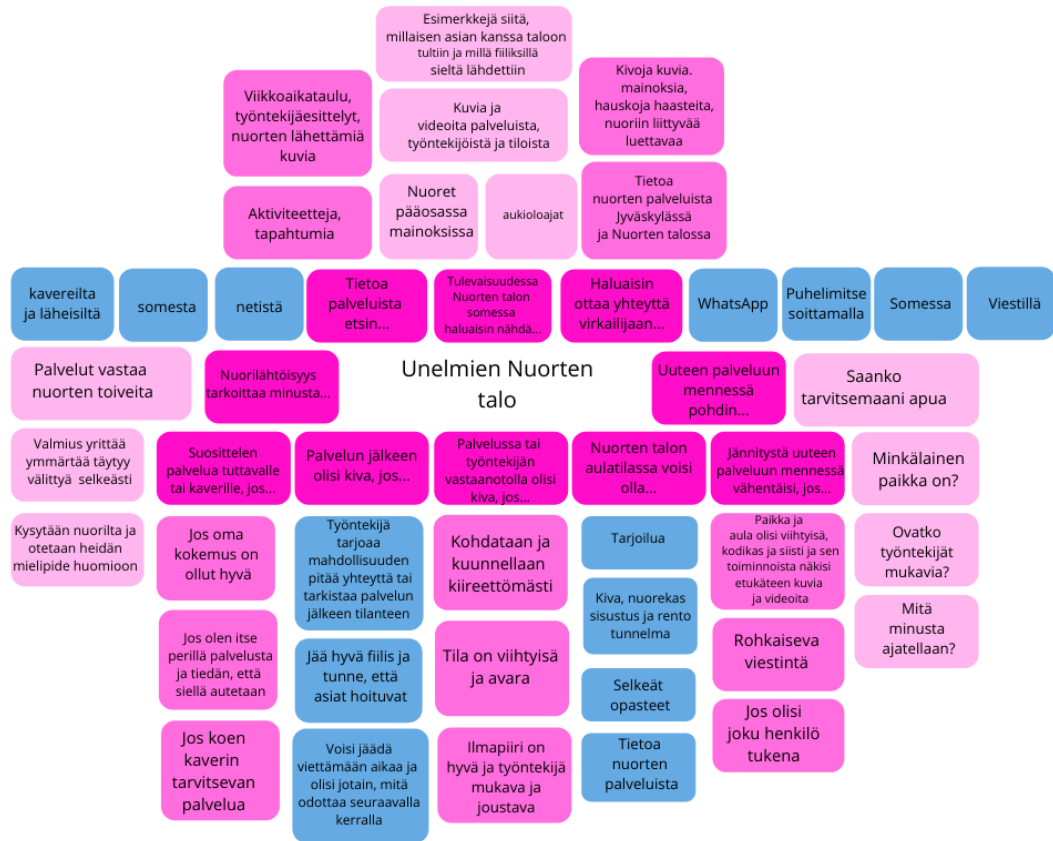 Esimerkkejä siitä,
millaisen asian kanssa taloon
tultiin ja millä fiiliksillä
sieltä lähdettiin
Viikkoaikataulu,
työntekijäesittelyt,
nuorten lähettämiä
kuvia
Kuvia ja
videoita palveluista,
työntekijöistä ja tiloista
Kivoja kuvia.
mainoksia,
hauskoja haasteita,
nuoriin liittyvää
luettavaa
Aktiviteetteja,
tapahtumia
Nuoret
pääosassa
mainoksissa
aukioloajat
Tietoa
nuorten palveluista
Jyväskylässä
ja Nuorten talossa
kavereilta
ja läheisiltä
somesta
netistä
Tietoa
palveluista
etsin...
Tulevaisuudessa
Nuorten talon
somessa
haluaisin nähdä...
Haluaisin
ottaa yhteyttä
virkailijaan...
WhatsApp
Puhelimitse
soittamalla
Somessa
Viestillä
Palvelut vastaa
nuorten toiveita
Nuorilähtöisyys
tarkoittaa minusta...
Unelmien Nuorten
talo
Uuteen palveluun
mennessä
pohdin...
Saanko
tarvitsemaani apua
Valmius yrittää
ymmärtää täytyy
välittyä selkeästi
Suosittelen
palvelua tuttavalle
tai kaverille, jos...
Palvelun jälkeen
olisi kiva, jos...
Palvelussa tai
työntekijän
vastaanotolla olisi
kiva, jos...
Nuorten talon
aulatilassa voisi
olla...
Jännitystä uuteen
palveluun mennessä
vähentäisi, jos...
Minkälainen
paikka on?
Kysytään nuorilta ja
otetaan heidän
mielipide huomioon
Jos oma
kokemus on
ollut hyvä
Työntekijä
tarjoaa
mahdollisuuden
pitää yhteyttä tai
tarkistaa palvelun
jälkeen tilanteen
Kohdataan ja
kuunnellaan
kiireettömästi
Tarjoilua
Paikka ja
aula olisi viihtyisä,
kodikas ja siisti ja sen
toiminnoista näkisi
etukäteen kuvia
ja videoita
Ovatko
työntekijät
mukavia?
Jos olen itse
perillä palvelusta
ja tiedän, että
siellä autetaan
Jää hyvä fiilis ja
tunne, että
asiat hoituvat
Tila on viihtyisä
ja avara
Kiva, nuorekas
sisustus ja rento
tunnelma
Rohkaiseva
viestintä
Mitä
minusta
ajatellaan?
Jos koen
kaverin
tarvitsevan
palvelua
Voisi jäädä
viettämään aikaa ja
olisi jotain, mitä
odottaa seuraavalla
kerralla
Ilmapiiri on
hyvä ja työntekijä
mukava ja
joustava
Selkeät
opasteet
Tietoa
nuorten
palveluista
Jos olisi
joku henkilö
tukena